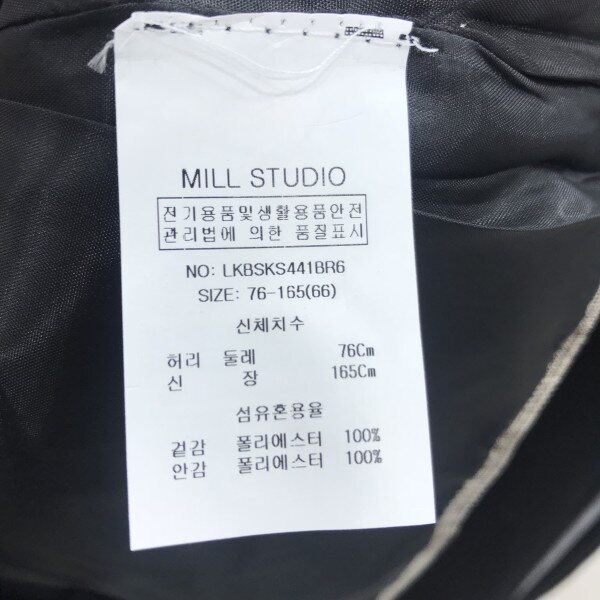 MILL STUDIO
전기용품및생활용품안전
관리법에 의한 품질표시
NO: LKBSKS441BR6
SIZE: 76-165(66)
신체치수
허리 둘레 76Cm
신 장 165Cm
섬유혼용율
겉감 폴리에스터 100%
안감 폴리에스터 100%